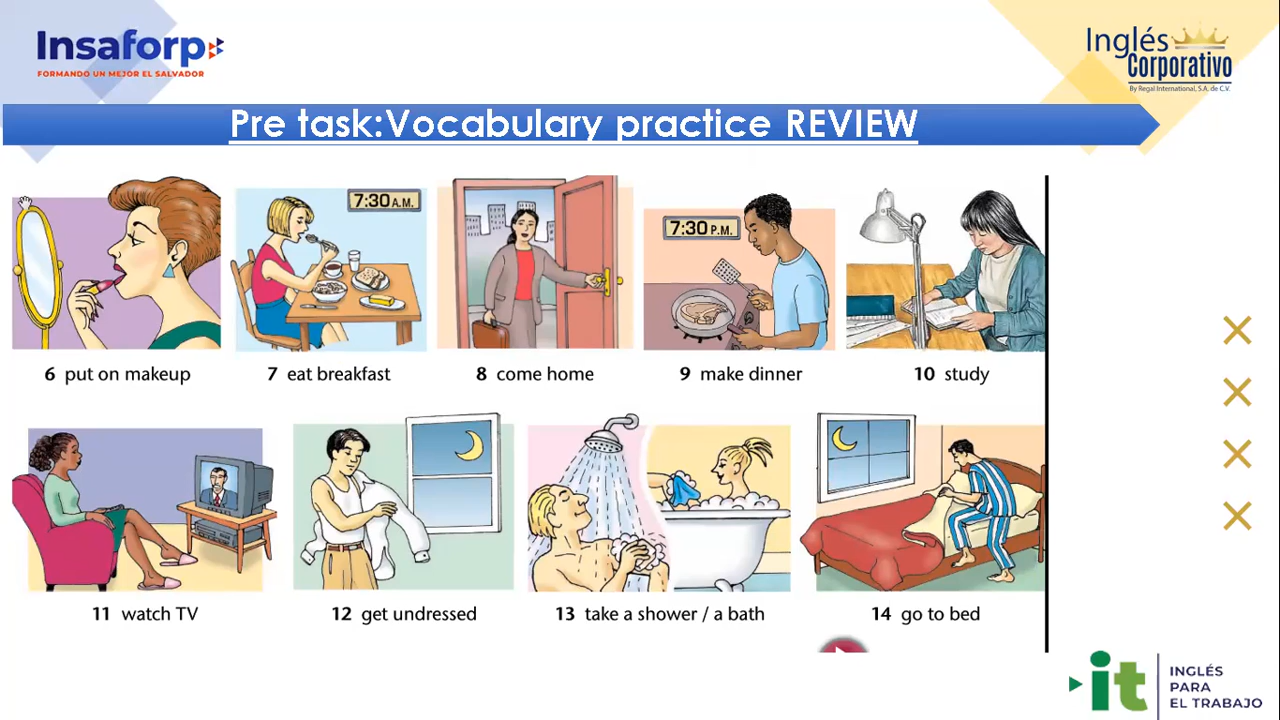 Insaforp
FORMANDO UN MEJOR EL SALVADOR
Inglés
Corporativo
By Regal International, S.A. de C.V.
Pre task:Vocabulary practice REVIEW
7:30 A.M.
7:30 P.M.
6 put on makeup
7 eat breakfast
8 come home
9 make dinner
10 study
11 watch TV
12 get undressed
13 take a shower / a bath
14 go to bed
it
INGLÉS
PARA
EL TRABAJO